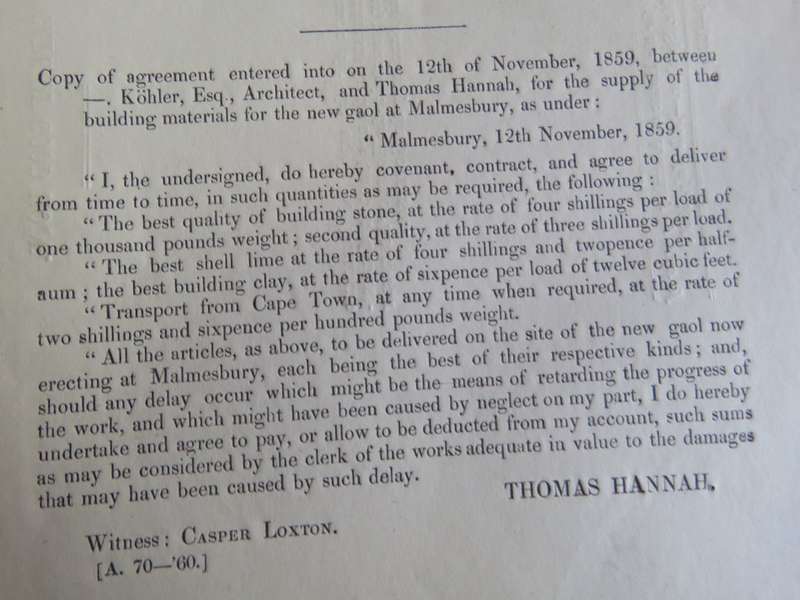 Copy of agreement entered into on the 12th of November, 1859, between
—. Köhler, Esq., Architect, and Thomas Hannah, for the supply of the
building materials for the new gaol at Malmesbury, as under :
“ Malmesbury, 12th November, 1859.
“ I, the undersigned, do hereby covenant, contract, and agree to deliver
from time to time, in such quantities as may be required, the following :
“ The best quality of building stone, at the rate of four shillings per load of
one thousand pounds weight ; second quality, at the rate of three shillings per load.
“ The best shell lime at the rate of four shillings and twopence per half-
aum ; the best building clay, at the rate of sixpence per load of twelve cubic feet.
“ Transport from Cape Town, at any time when required, at the rate of
two shillings and sixpence per hundred pounds weight.
“ All the articles, as above, to be delivered on the site of the new gaol now
erecting at Malmesbury, each being the best of their respective kinds ; and,
should any delay occur which might be the means of retarding the progress of
the work, and which might have been caused by neglect on my part, I do hereby
undertake and agree to pay, or allow to be deducted from my account, such sums
as may be considered by the clerk of the works adequate in value to the damages
that may have been caused by such delay.
THOMAS HANNAH.
Witness : CASPER LOXTON.
[A. 70—'60.]